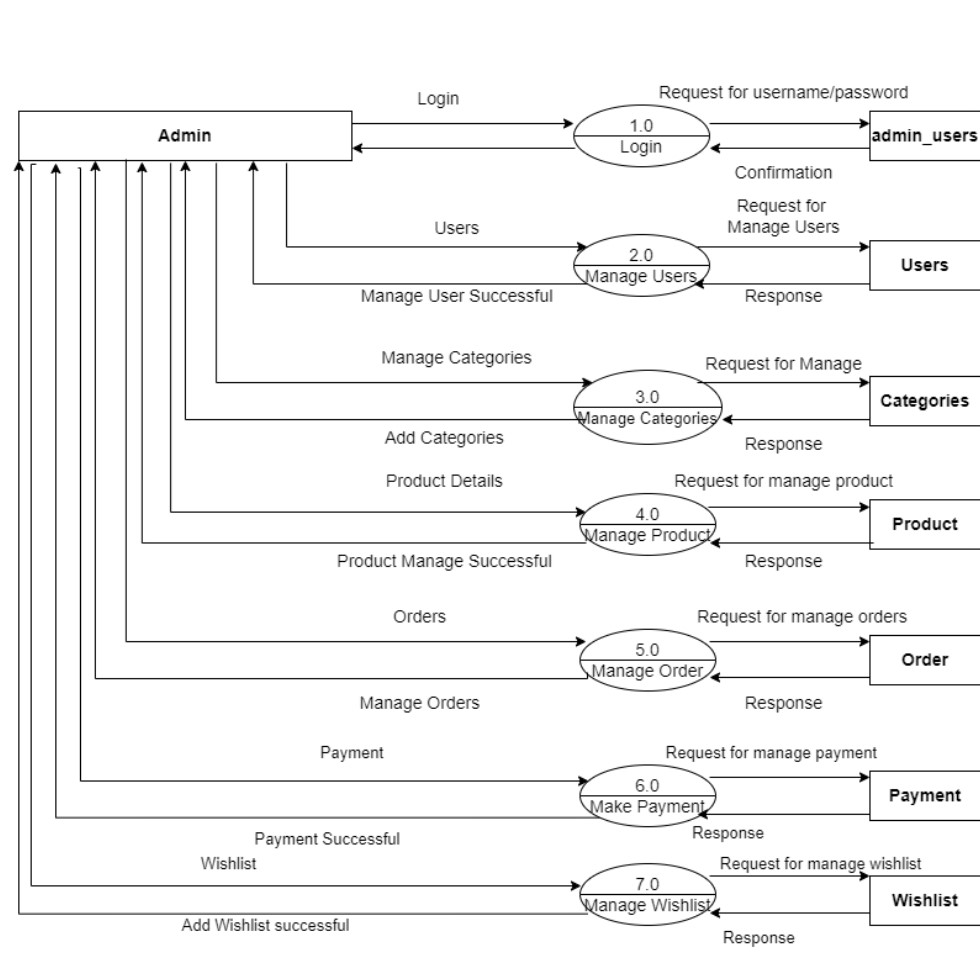 Login
Request for username/password
Admin
1.0
Login
admin_users
Confirmation
Request for
Manage Users
Users
2.0
Manage Users
Users
Manage User Successful
Response
Manage Categories
Request for Manage
3.0
Manage Categories
Categories
Add Categories
Response
Product Details
Request for manage product
4.0
Manage Product
Product
Product Manage Successful
Response
Orders
Request for manage orders
5.0
Manage Order
Order
Manage Orders
Response
Payment
Request for manage payment
6.0
Make Payment
Payment
Payment Successful
Response
Wishlist
Request for manage wishlist
7.0
Manage Wishlist
Wishlist
Add Wishlist successful
Response